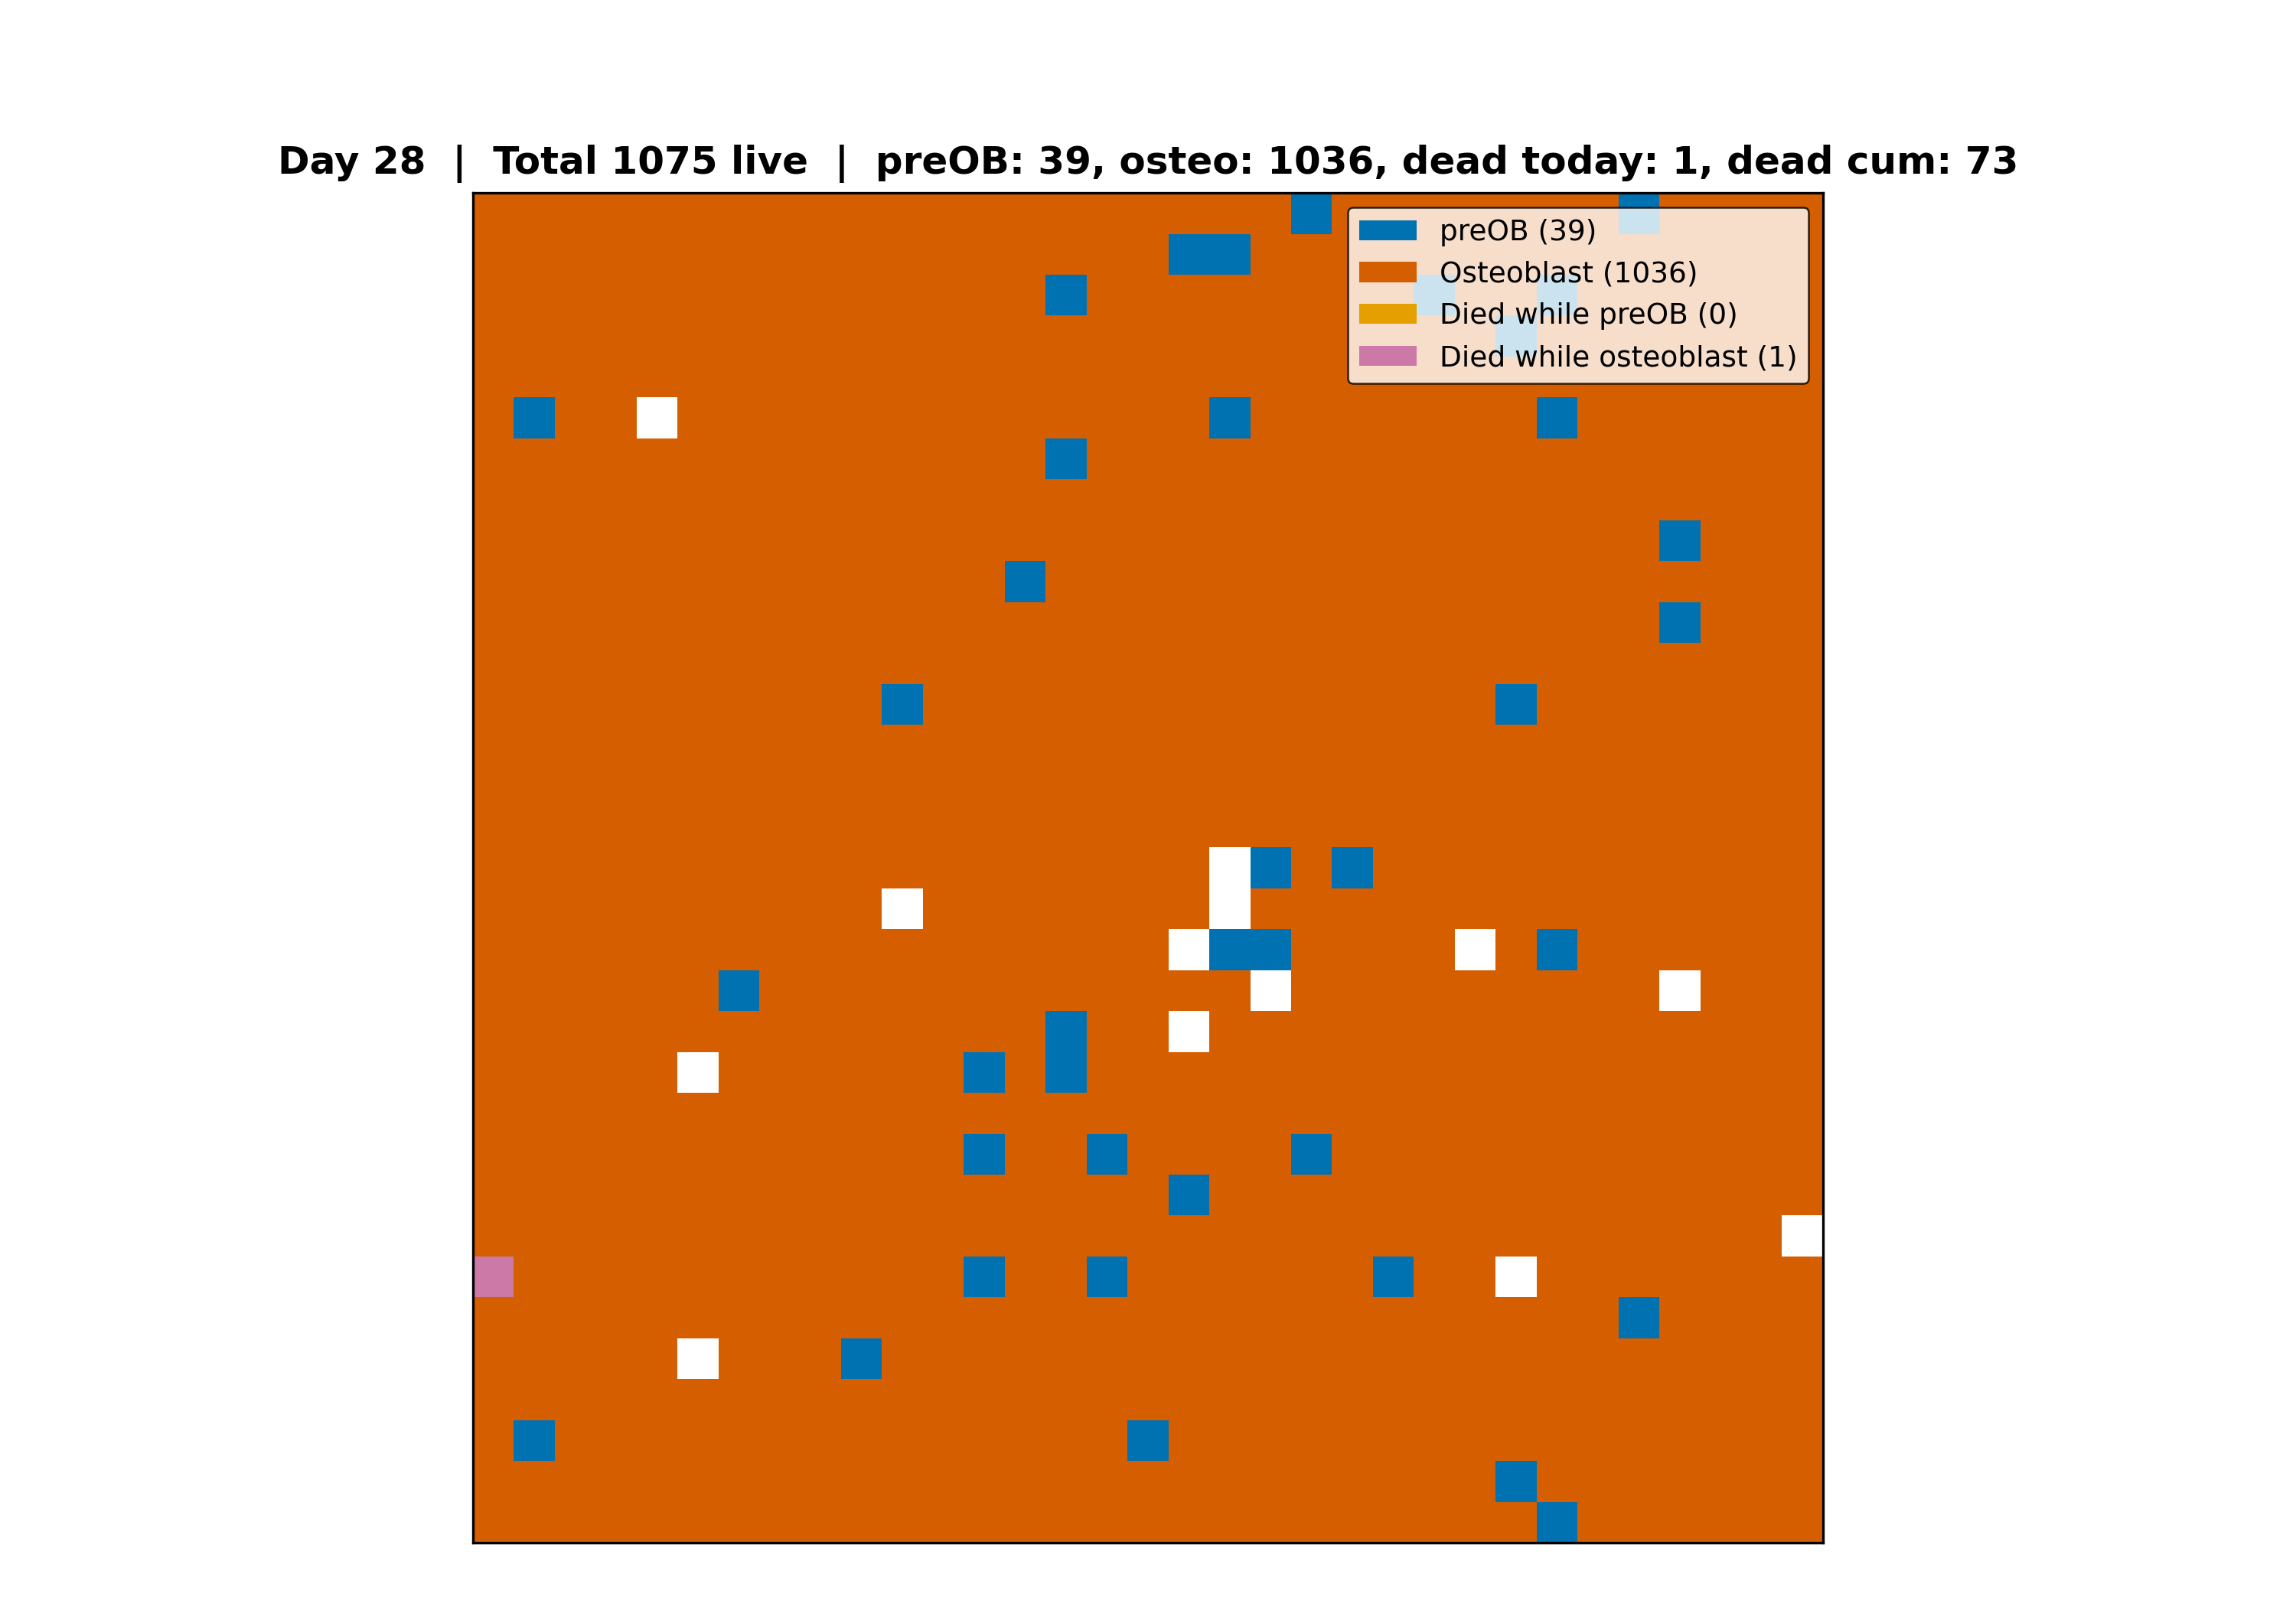 Day 28 | Total 1075 live | preOB: 39, osteo: 1036, dead today: 1, dead cum: 73
preOB (39)
Osteoblast (1036)
Died while preOB (0)
Died while osteoblast (1)